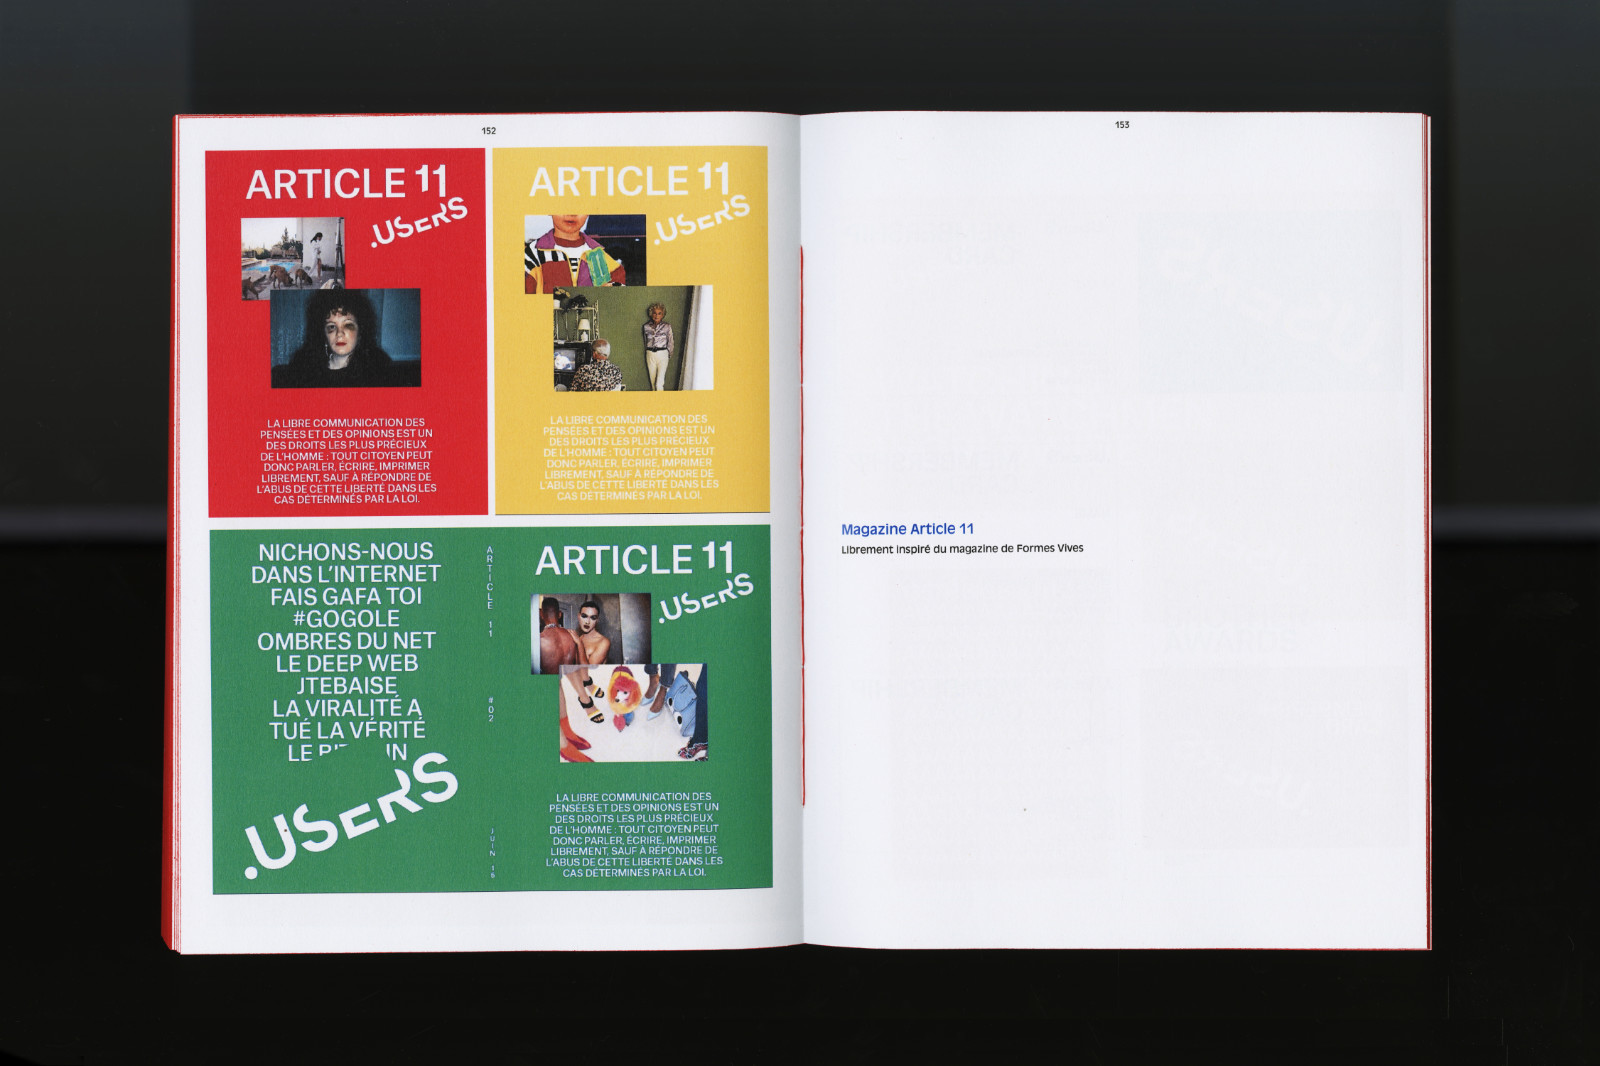 152
ARTICLE 11
.USERS
LA LIBRE COMMUNICATION DES
PENSÉES ET DES OPINIONS EST UN
DES DROITS LES PLUS PRÉCIEUX
DE L'HOMME : TOUT CITOYEN PEUT
DONC PARLER, ÉCRIRE, IMPRIMER
LIBREMENT, SAUF À RÉPONDRE DE
L'ABUS DE CETTE LIBERTÉ DANS LES
CAS DÉTERMINÉS PAR LA LOI.
ARTICLE 11
.USERS
LA LIBRE COMMUNICATION DES
PENSÉES ET DES OPINIONS EST UN
DES DROITS LES PLUS PRÉCIEUX
DE L'HOMME : TOUT CITOYEN PEUT
DONC PARLER, ÉCRIRE, IMPRIMER
LIBREMENT, SAUF À RÉPONDRE DE
L'ABUS DE CETTE LIBERTÉ DANS LES
CAS DÉTERMINÉS PAR LA LOI.
NICHONS-NOUS
DANS L'INTERNET
FAIS GAFA TOI
#GOGOLE
OMBRES DU NET
LE DEEP WEB
JTEBAISE
LA VIRALITÉ A
TUÉ LA VÉRITÉ
LE
.USERS
ARTICLE 11
#02
JUIN 18
ARTICLE 11
.USERS
LA LIBRE COMMUNICATION DES
PENSÉES ET DES OPINIONS EST UN
DES DROITS LES PLUS PRÉCIEUX
DE L'HOMME : TOUT CITOYEN PEUT
DONC PARLER, ÉCRIRE, IMPRIMER
LIBREMENT, SAUF À RÉPONDRE DE
L'ABUS DE CETTE LIBERTÉ DANS LES
CAS DÉTERMINÉS PAR LA LOI.
153
Magazine Article 11
Librement inspiré du magazine de Formes Vives